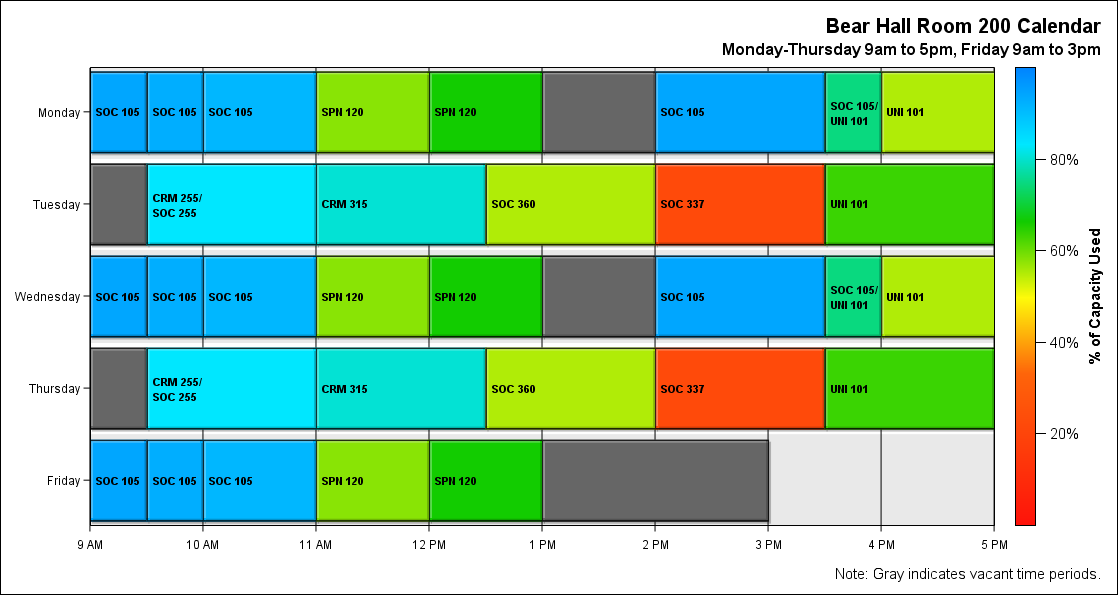 Bear Hall Room 200 Calendar
Monday-Thursday 9am to 5pm, Friday 9am to 3pm
Monday
SOC 105
SOC 105
SOC 105
SPN 120
SPN 120
SOC 105
SOC 105/
UNI 101
UNI 101
Tuesday
CRM 255/
SOC 255
CRM 315
SOC 360
SOC 337
UNI 101
Wednesday
SOC 105
SOC 105
SOC 105
SPN 120
SPN 120
SOC 105
SOC 105/
UNI 101
UNI 101
Thursday
CRM 255/
SOC 255
CRM 315
SOC 360
SOC 337
UNI 101
Friday
SOC 105
SOC 105
SOC 105
SPN 120
SPN 120
9 AM
10 AM
11 AM
12 PM
1 PM
2 PM
3 PM
4 PM
5 PM
80%
60%
40%
20%
% of Capacity Used
Note: Gray indicates vacant time periods.